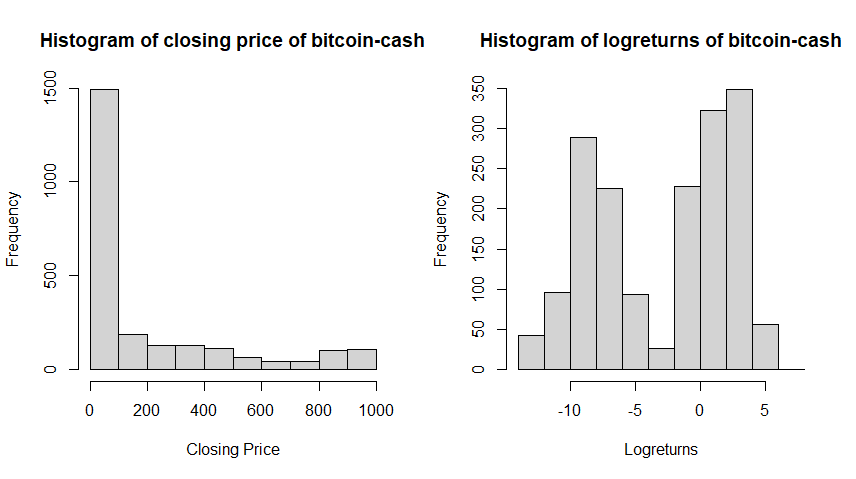 Histogram of closing price of bitcoin-cash
Frequency
1500
1000
500
0
0 200 400 600 800 1000
Closing Price
Histogram of logreturns of bitcoin-cash
Frequency
350
300
250
200
150
100
50
0
-10 -5 0 5
Logreturns